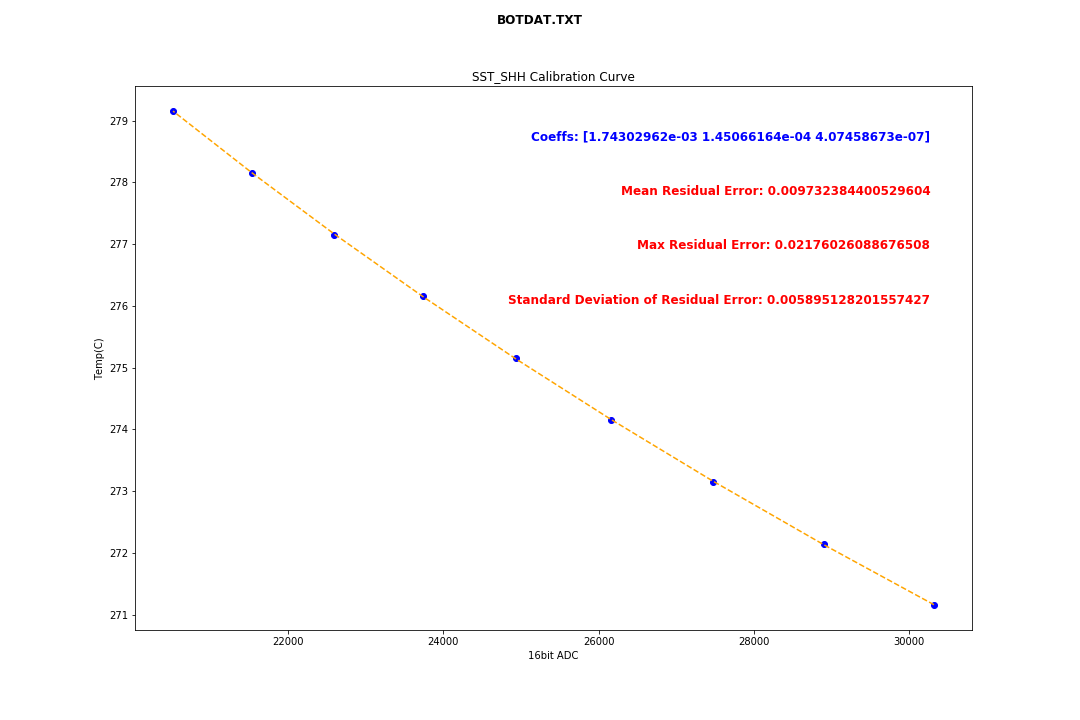 BOTDAT.TXT
SST_SHH Calibration Curve
279
Coeffs: [1.74302962e-03 1.45066164e-04 4.07458673e-07]
278
Mean Residual Error: 0.009732384400529604
277
Max Residual Error: 0.02176026088676508
276
Standard Deviation of Residual Error: 0.005895128201557427
Temp(C)
275
274
273
272
271
22000 24000 26000 28000 30000
16bit ADC